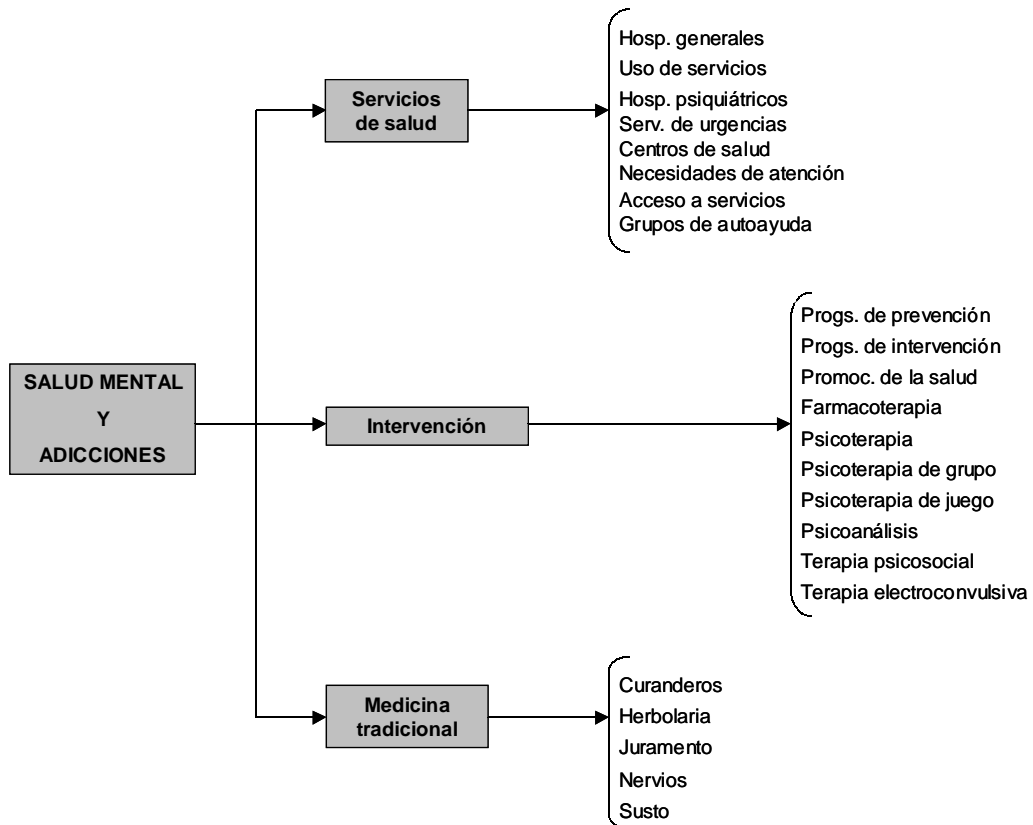 Hosp. generales
Uso de servicios
Hosp. psiquiátricos
Serv. de urgencias
Centros de salud
Necesidades de atención
Acceso a servicios
Grupos de autoayuda
Servicios
de salud
SALUD MENTAL
Y
ADICCIONES
Intervención
Progs. de prevención
Progs. de intervención
Promoc. de la salud
Farmacoterapia
Psicoterapia
Psicoterapia de grupo
Psicoterapia de juego
Psicoanálisis
Terapia psicosocial
Terapia electroconvulsiva
Medicina
tradicional
Curanderos
Herbolaria
Juramento
Nervios
Susto